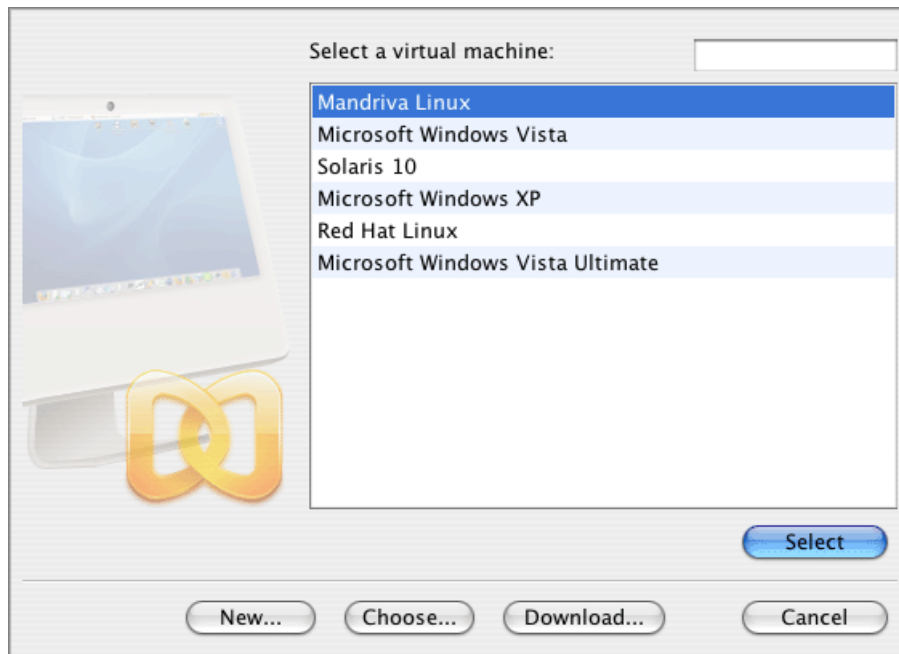 Select a virtual machine:
Mandriva Linux
Microsoft Windows Vista
Solaris 10
Microsoft Windows XP
Red Hat Linux
Microsoft Windows Vista Ultimate
Select
New... Choose... Download... Cancel